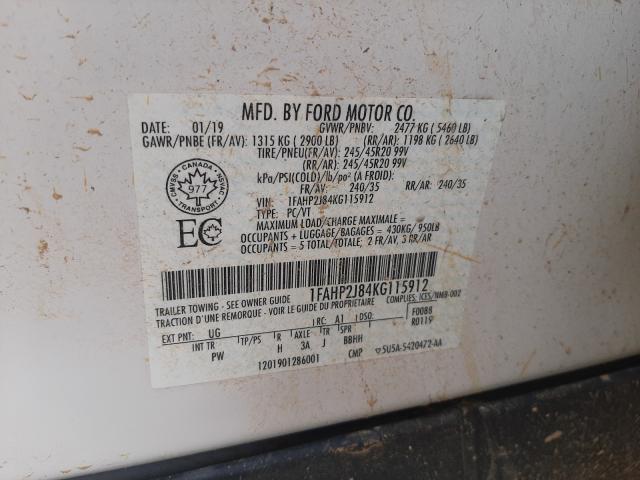 MFD. BY FORD MOTOR CO.
DATE: 01/19 GVWR/PNBV: 2477 KG ( 5460 LB)
GAWR/PNBE (FR/AV): 1315 KG ( 2900 LB) (RR/AR): 1198 KG ( 2640 LB)
TIRE/PNEU(FR/AV): 245/45R20 99V
(RR/AR): 245/45R20 99V
kPa/PSI(COLD)/lb/po² (A FROID):
FR/AV: 240/35 RR/AR: 240/35
VIN: 1FAHP2J84KG115912
TYPE: PC/VT
MAXIMUM LOAD/CHARGE MAXIMALE =
OCCUPANTS + LUGGAGE/BAGAGES = 430KG/ 950LB
OCCUPANTS = 5 TOTAL/TOTALE; 2 FR/AV, 3 RR/AR
CANADA
CMVSS NSVAC
977
TRANSPORT
EC
1FAHP2J84KG115912
TRAILER TOWING - SEE OWNER GUIDE COMPLIES: ICES/NMB-002
TRACTION D'UNE REMORQUE - VOIR LE GUIDE DU PROPRIETAIRE
EXT PNT: UG RC: A1 DSO: F0088
INT TR TP/PS R AXLE TR SPR R0119
PW H 3A J BBHH
1201901286001 CMP 5U5A-5420472-AA